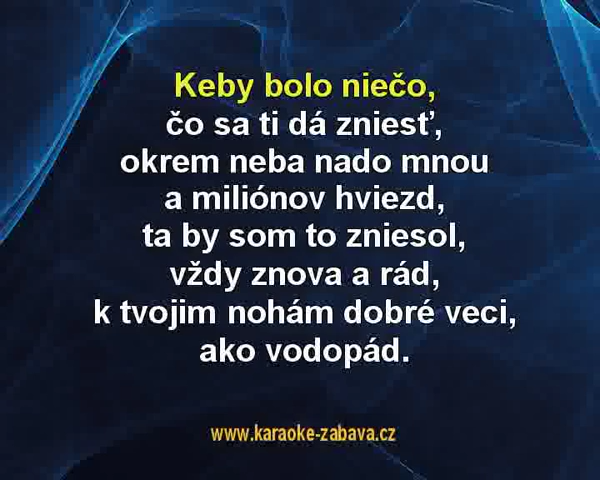 Keby bolo niečo,
čo sa ti dá zniesť,
okrem neba nado mnou
a miliónov hviezd,
ta by som to zniesol,
vždy znova a rád,
k tvojim nohám dobré veci,
ako vodopád.
www.karaoke-zabava.cz